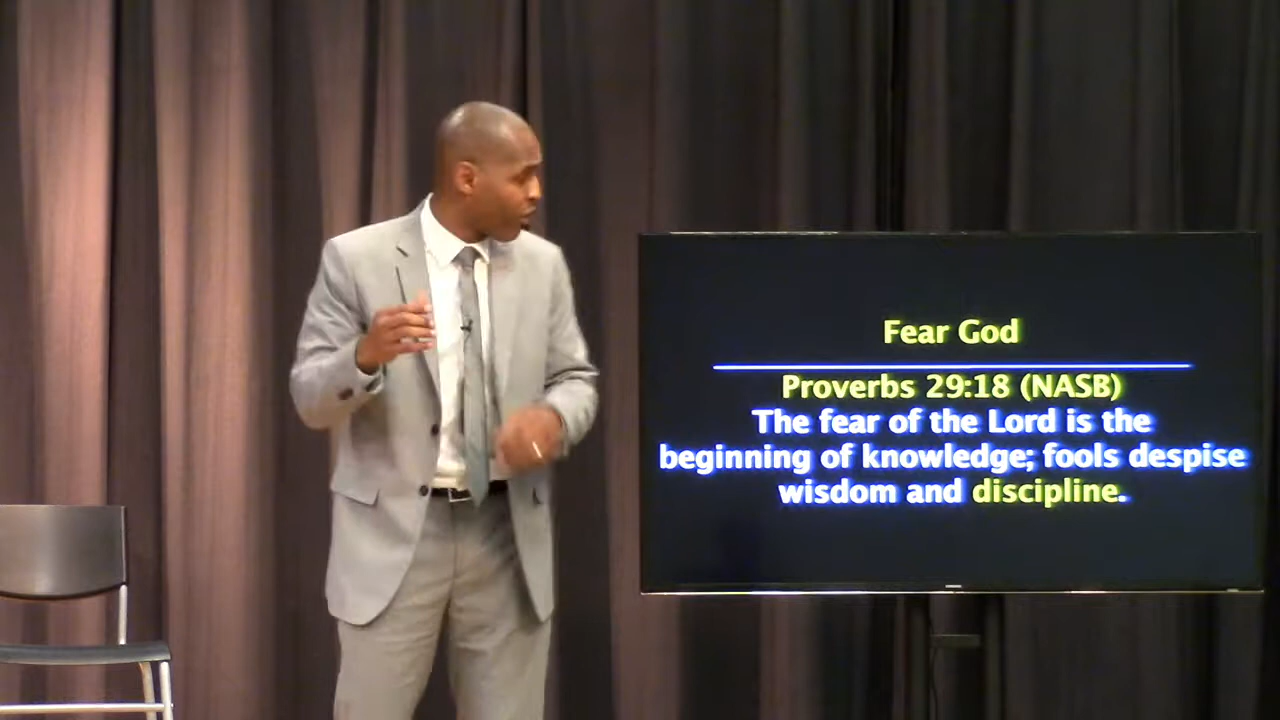 Fear God
Proverbs 29:18 (NASB)
The fear of the Lord is the
beginning of knowledge; fools despise
wisdom and discipline.